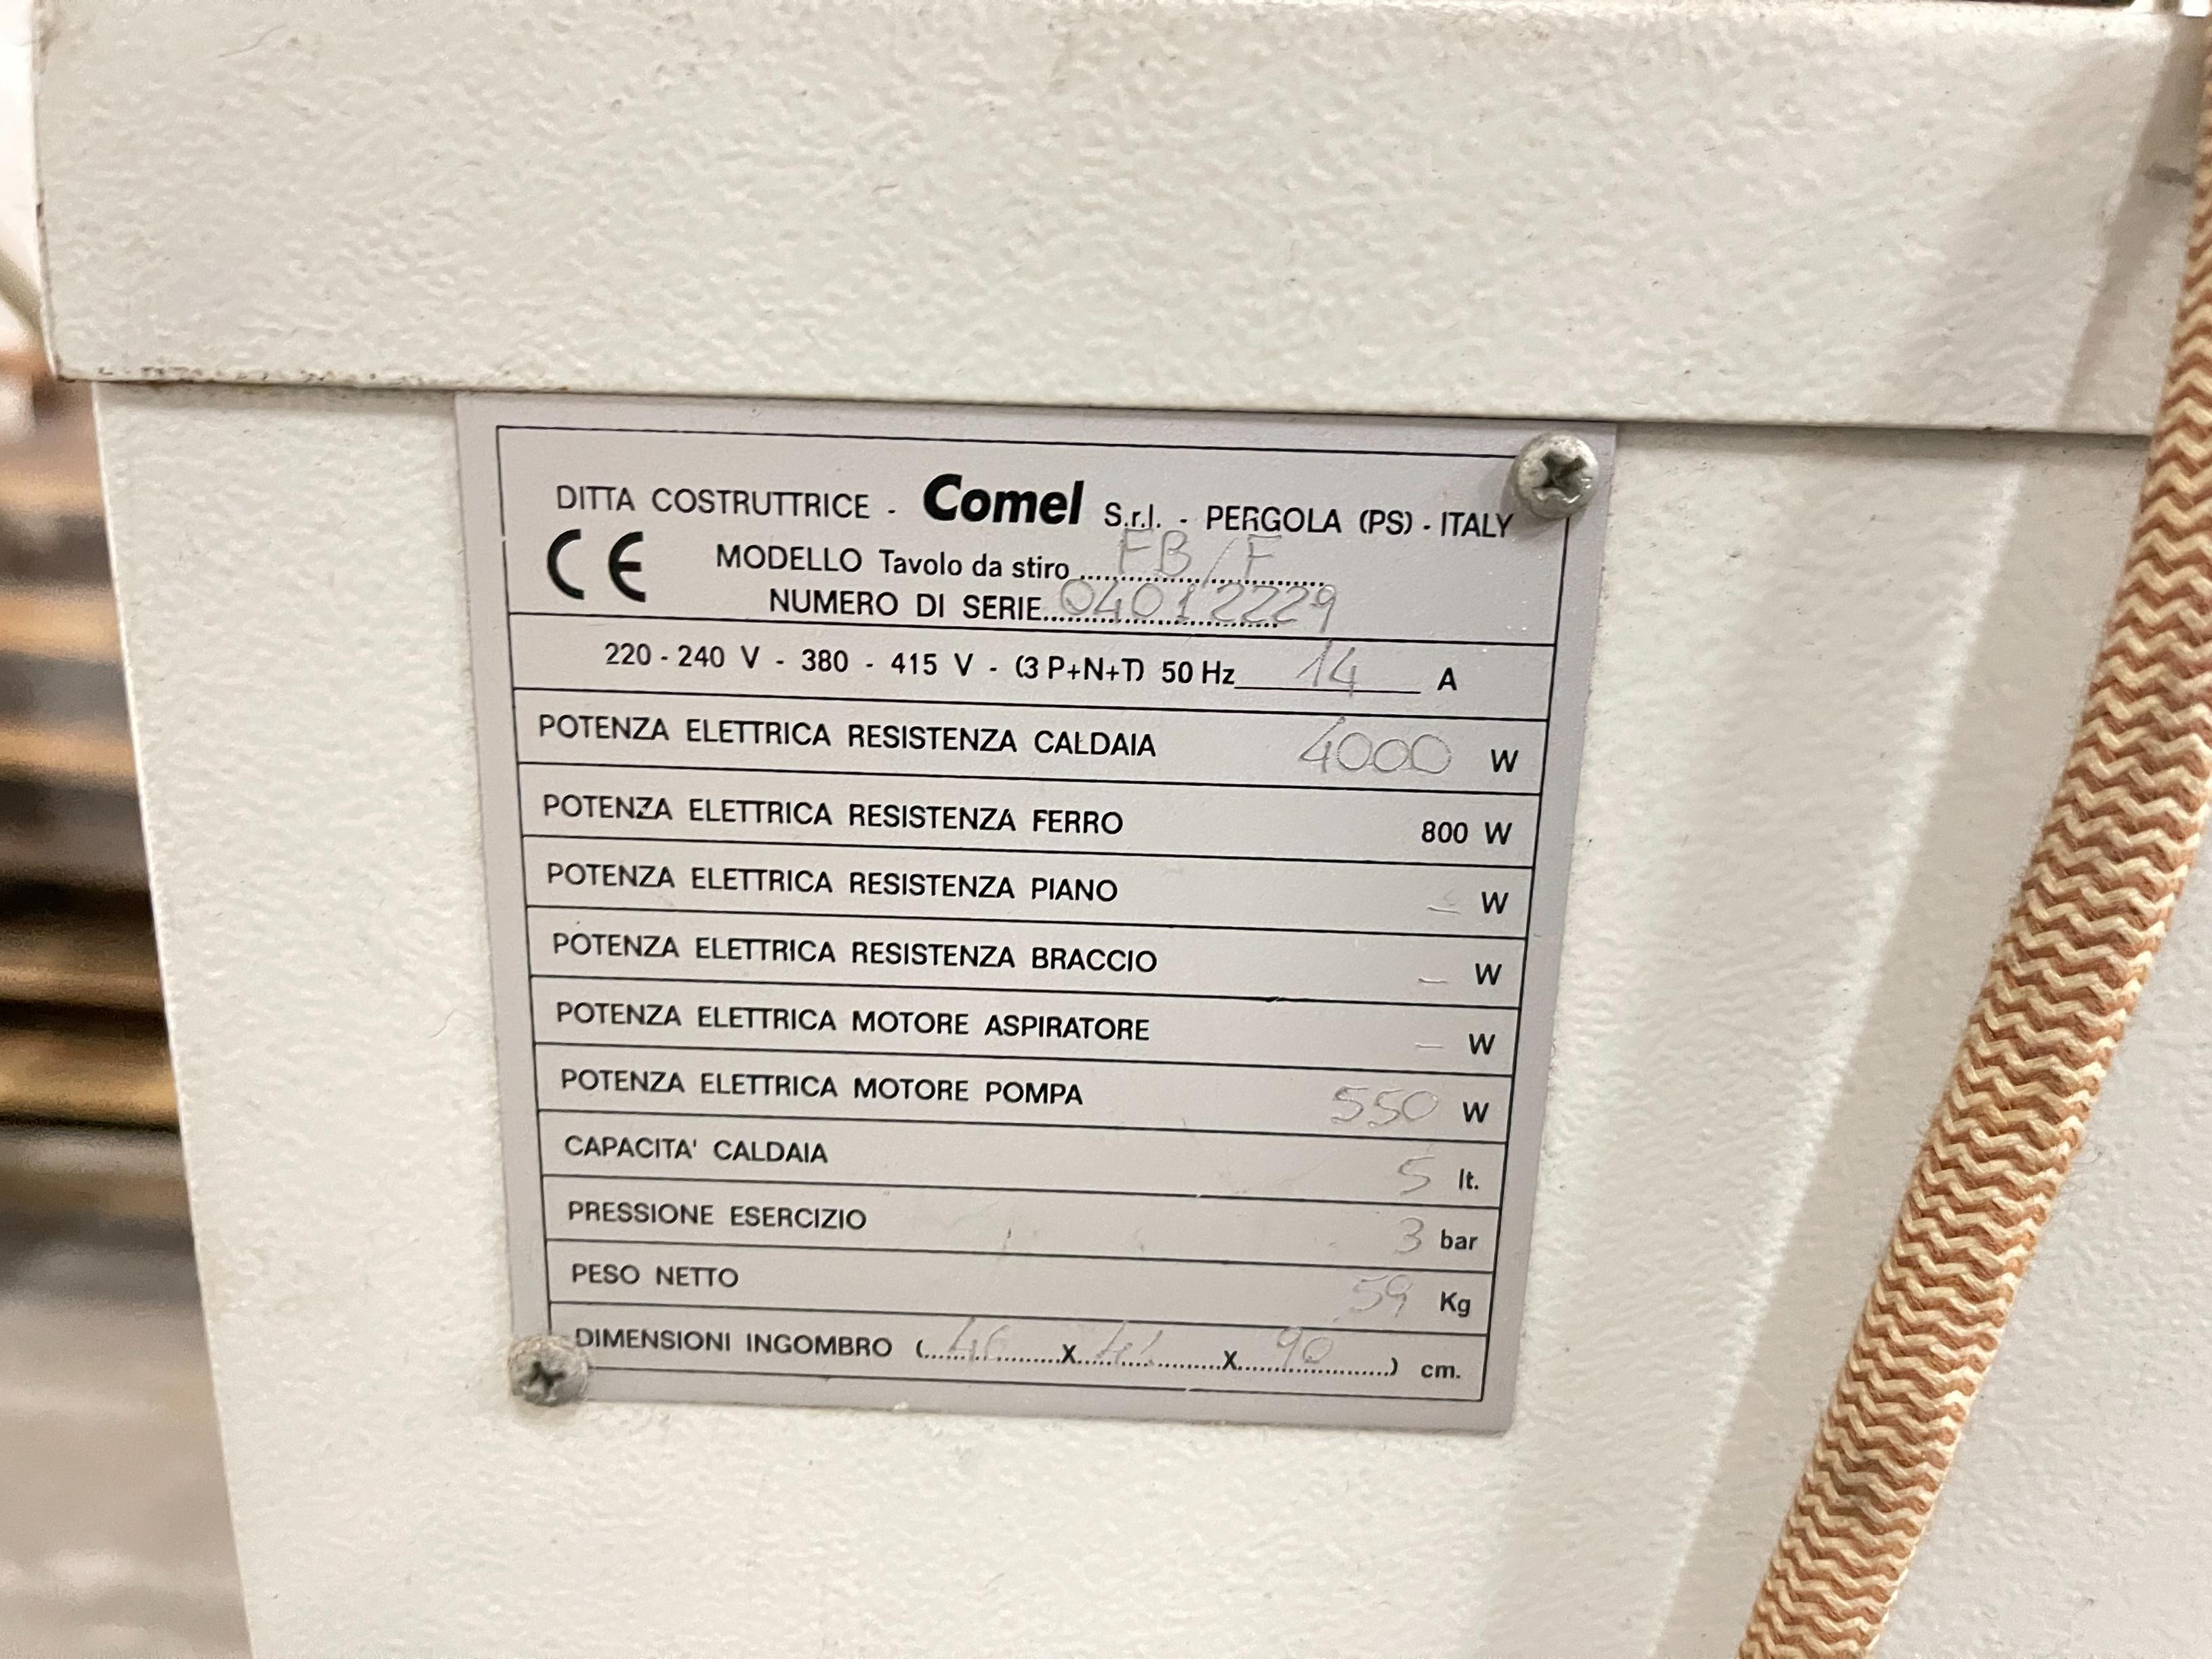 DITTA COSTRUTTRICE - Comel S.r.l. - PERGOLA (PS) - ITALY
CE MODELLO Tavolo da stiro FB/F
NUMERO DI SERIE 04012229
220 - 240 V - 380 - 415 V - (3 P+N+T) 50 Hz 14 A
POTENZA ELETTRICA RESISTENZA CALDAIA 4000 W
POTENZA ELETTRICA RESISTENZA FERRO 800 W
POTENZA ELETTRICA RESISTENZA PIANO — W
POTENZA ELETTRICA RESISTENZA BRACCIO — W
POTENZA ELETTRICA MOTORE ASPIRATORE — W
POTENZA ELETTRICA MOTORE POMPA 550 W
CAPACITA' CALDAIA 5 lt.
PRESSIONE ESERCIZIO 3 bar
PESO NETTO 59 Kg
DIMENSIONI INGOMBRO (46 X X 90) cm.